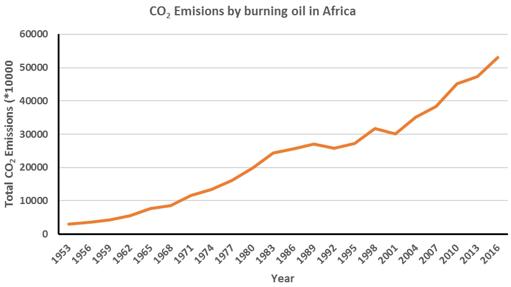 CO2 Emisions by burning oil in Africa
Total CO2 Emissions (*10000
60000
50000
40000
30000
20000
10000
0
1953 1956 1959 1962 1965 1968 1971 1974 1977 1980 1983 1986 1989 1992 1995 1998 2001 2004 2007 2010 2013 2016
Year